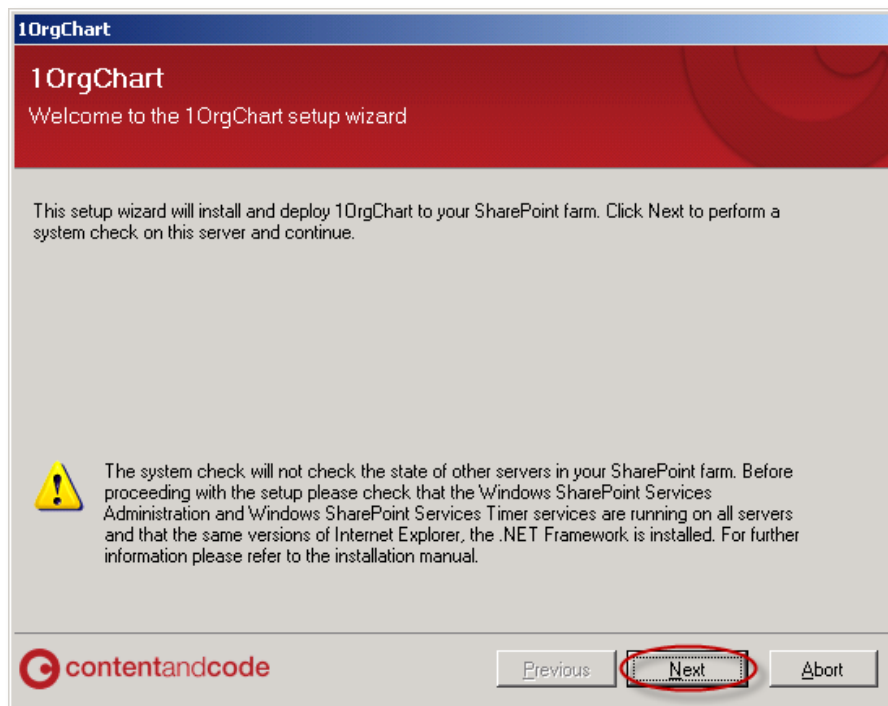 1OrgChart
1OrgChart
Welcome to the 1OrgChart setup wizard
This setup wizard will install and deploy 1OrgChart to your SharePoint farm. Click Next to perform a
system check on this server and continue.
The system check will not check the state of other servers in your SharePoint farm. Before
proceeding with the setup please check that the Windows SharePoint Services
Administration and Windows SharePoint Services Timer services are running on all servers
and that the same versions of Internet Explorer, the .NET Framework is installed. For further
information please refer to the installation manual.
contentandcode
Previous
Next
Abort